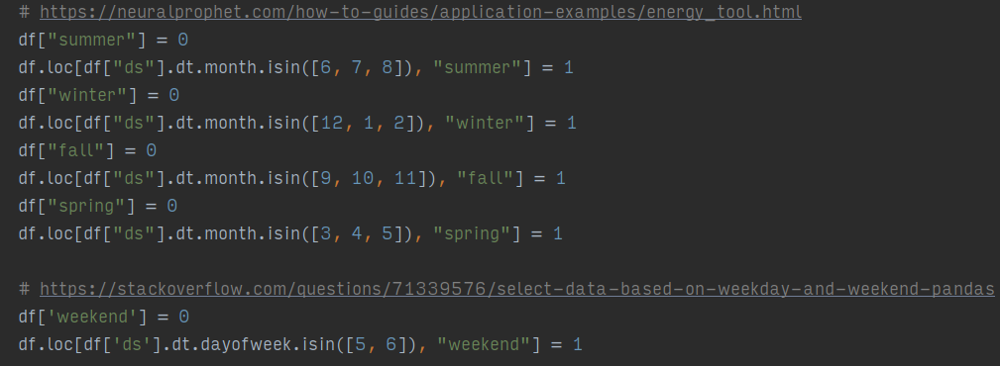 # https://neuralprophet.com/how-to-guides/application-examples/energy_tool.html
df["summer"] = 0
df.loc[df["ds"].dt.month.isin([6, 7, 8]), "summer"] = 1
df["winter"] = 0
df.loc[df["ds"].dt.month.isin([12, 1, 2]), "winter"] = 1
df["fall"] = 0
df.loc[df["ds"].dt.month.isin([9, 10, 11]), "fall"] = 1
df["spring"] = 0
df.loc[df["ds"].dt.month.isin([3, 4, 5]), "spring"] = 1
# https://stackoverflow.com/questions/71339576/select-data-based-on-weekday-and-weekend-pandas
df['weekend'] = 0
df.loc[df['ds'].dt.dayofweek.isin([5, 6]), "weekend"] = 1